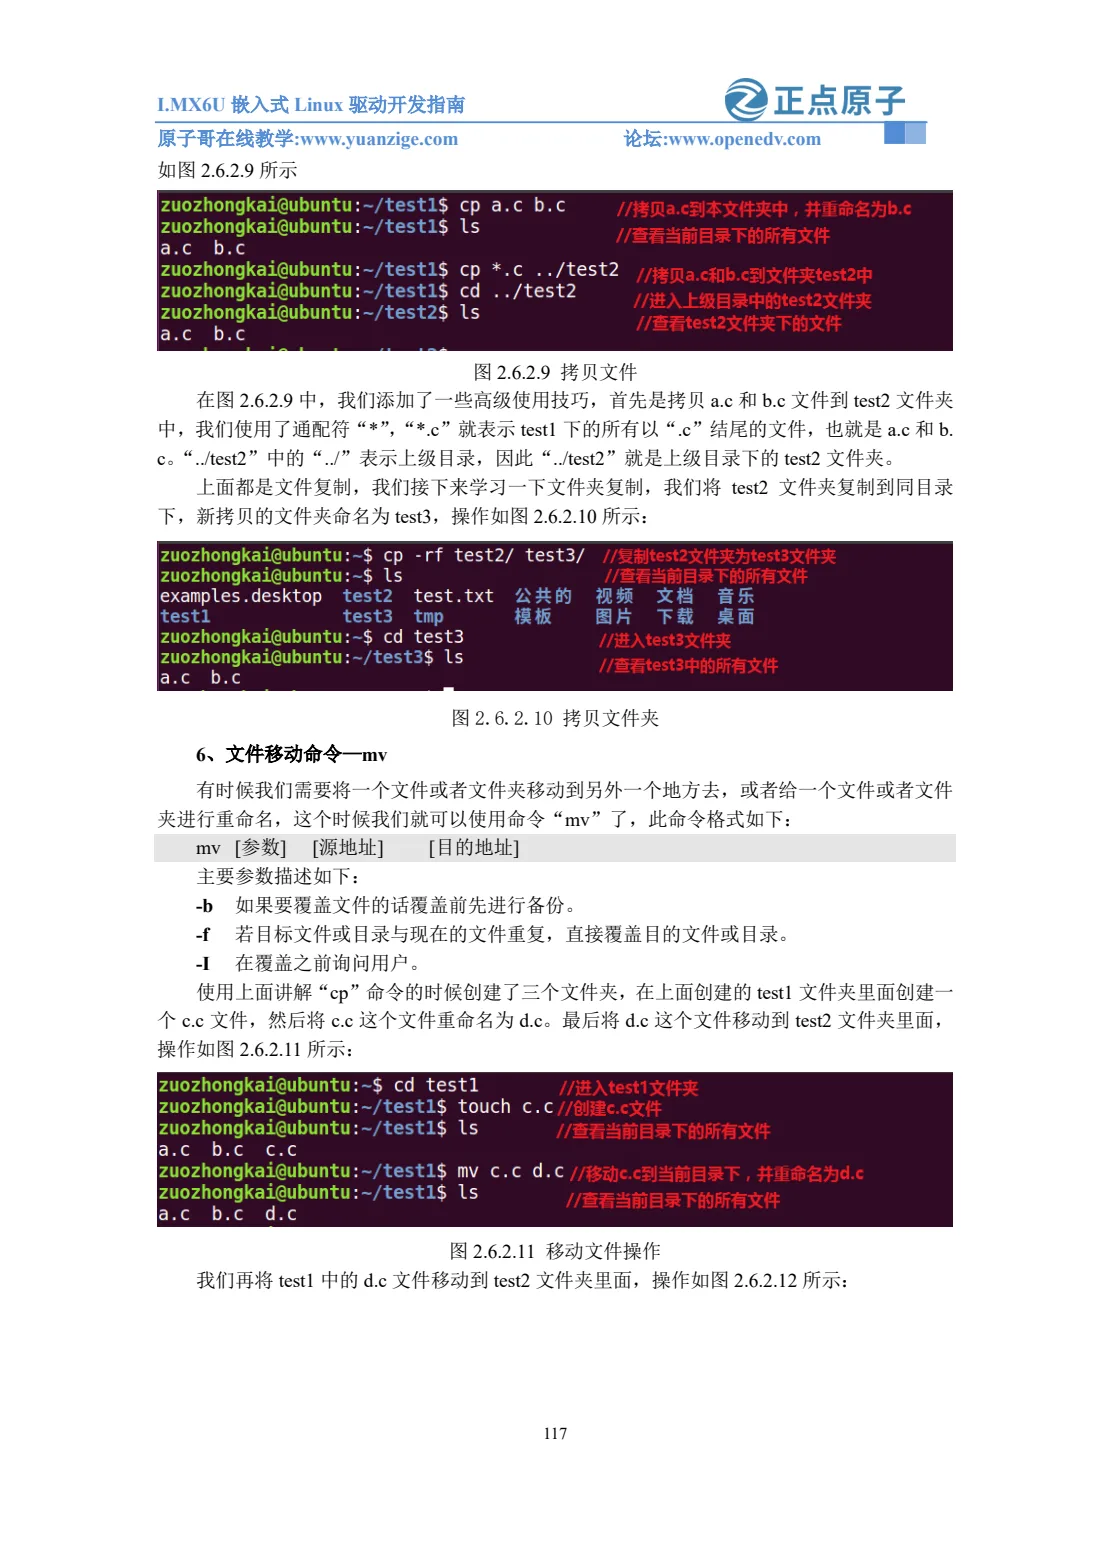 I.MX6U 嵌入式 Linux 驱动开发指南
正点原子
原子哥在线教学:www.yuanzige.com 论坛:www.openedv.com
如图 2.6.2.9 所示
zuozhongkai@ubuntu:~/test1$ cp a.c b.c //拷贝a.c到本文件夹中，并重命名为b.c
zuozhongkai@ubuntu:~/test1$ ls //查看当前目录下的所有文件
a.c b.c
zuozhongkai@ubuntu:~/test1$ cp *.c ../test2 //拷贝a.c和b.c到文件夹test2中
zuozhongkai@ubuntu:~/test1$ cd ../test2 //进入上级目录中的test2文件夹
zuozhongkai@ubuntu:~/test2$ ls //查看test2文件夹下的文件
a.c b.c
图 2.6.2.9 拷贝文件
在图 2.6.2.9 中，我们添加了一些高级使用技巧，首先是拷贝 a.c 和 b.c 文件到 test2 文件夹
中，我们使用了通配符“*”，“*.c”就表示 test1 下的所有以“.c”结尾的文件，也就是 a.c 和 b.
c。“../test2”中的“../”表示上级目录，因此“../test2”就是上级目录下的 test2 文件夹。
上面都是文件复制，我们接下来学习一下文件夹复制，我们将 test2 文件夹复制到同目录
下，新拷贝的文件夹命名为 test3，操作如图 2.6.2.10 所示：
zuozhongkai@ubuntu:~$ cp -rf test2/ test3/ //复制test2文件夹为test3文件夹
zuozhongkai@ubuntu:~$ ls //查看当前目录下的所有文件
examples.desktop test2 test.txt 公共的 视频 文档 音乐
test1 test3 tmp 模板 图片 下载 桌面
zuozhongkai@ubuntu:~$ cd test3 //进入test3文件夹
zuozhongkai@ubuntu:~/test3$ ls //查看test3中的所有文件
a.c b.c
图 2.6.2.10 拷贝文件夹
6、文件移动命令—mv
有时候我们需要将一个文件或者文件夹移动到另外一个地方去，或者给一个文件或者文件
夹进行重命名，这个时候我们就可以使用命令“mv”了，此命令格式如下：
mv [参数] [源地址] [目的地址]
主要参数描述如下：
-b 如果要覆盖文件的话覆盖前先进行备份。
-f 若目标文件或目录与现在的文件重复，直接覆盖目的文件或目录。
-I 在覆盖之前询问用户。
使用上面讲解“cp”命令的时候创建了三个文件夹，在上面创建的 test1 文件夹里面创建一
个 c.c 文件，然后将 c.c 这个文件重命名为 d.c。最后将 d.c 这个文件移动到 test2 文件夹里面，
操作如图 2.6.2.11 所示：
zuozhongkai@ubuntu:~$ cd test1 //进入test1文件夹
zuozhongkai@ubuntu:~/test1$ touch c.c //创建c.c文件
zuozhongkai@ubuntu:~/test1$ ls //查看当前目录下的所有文件
a.c b.c c.c
zuozhongkai@ubuntu:~/test1$ mv c.c d.c //移动c.c到当前目录下，并重命名为d.c
zuozhongkai@ubuntu:~/test1$ ls //查看当前目录下的所有文件
a.c b.c d.c
图 2.6.2.11 移动文件操作
我们再将 test1 中的 d.c 文件移动到 test2 文件夹里面，操作如图 2.6.2.12 所示：
117